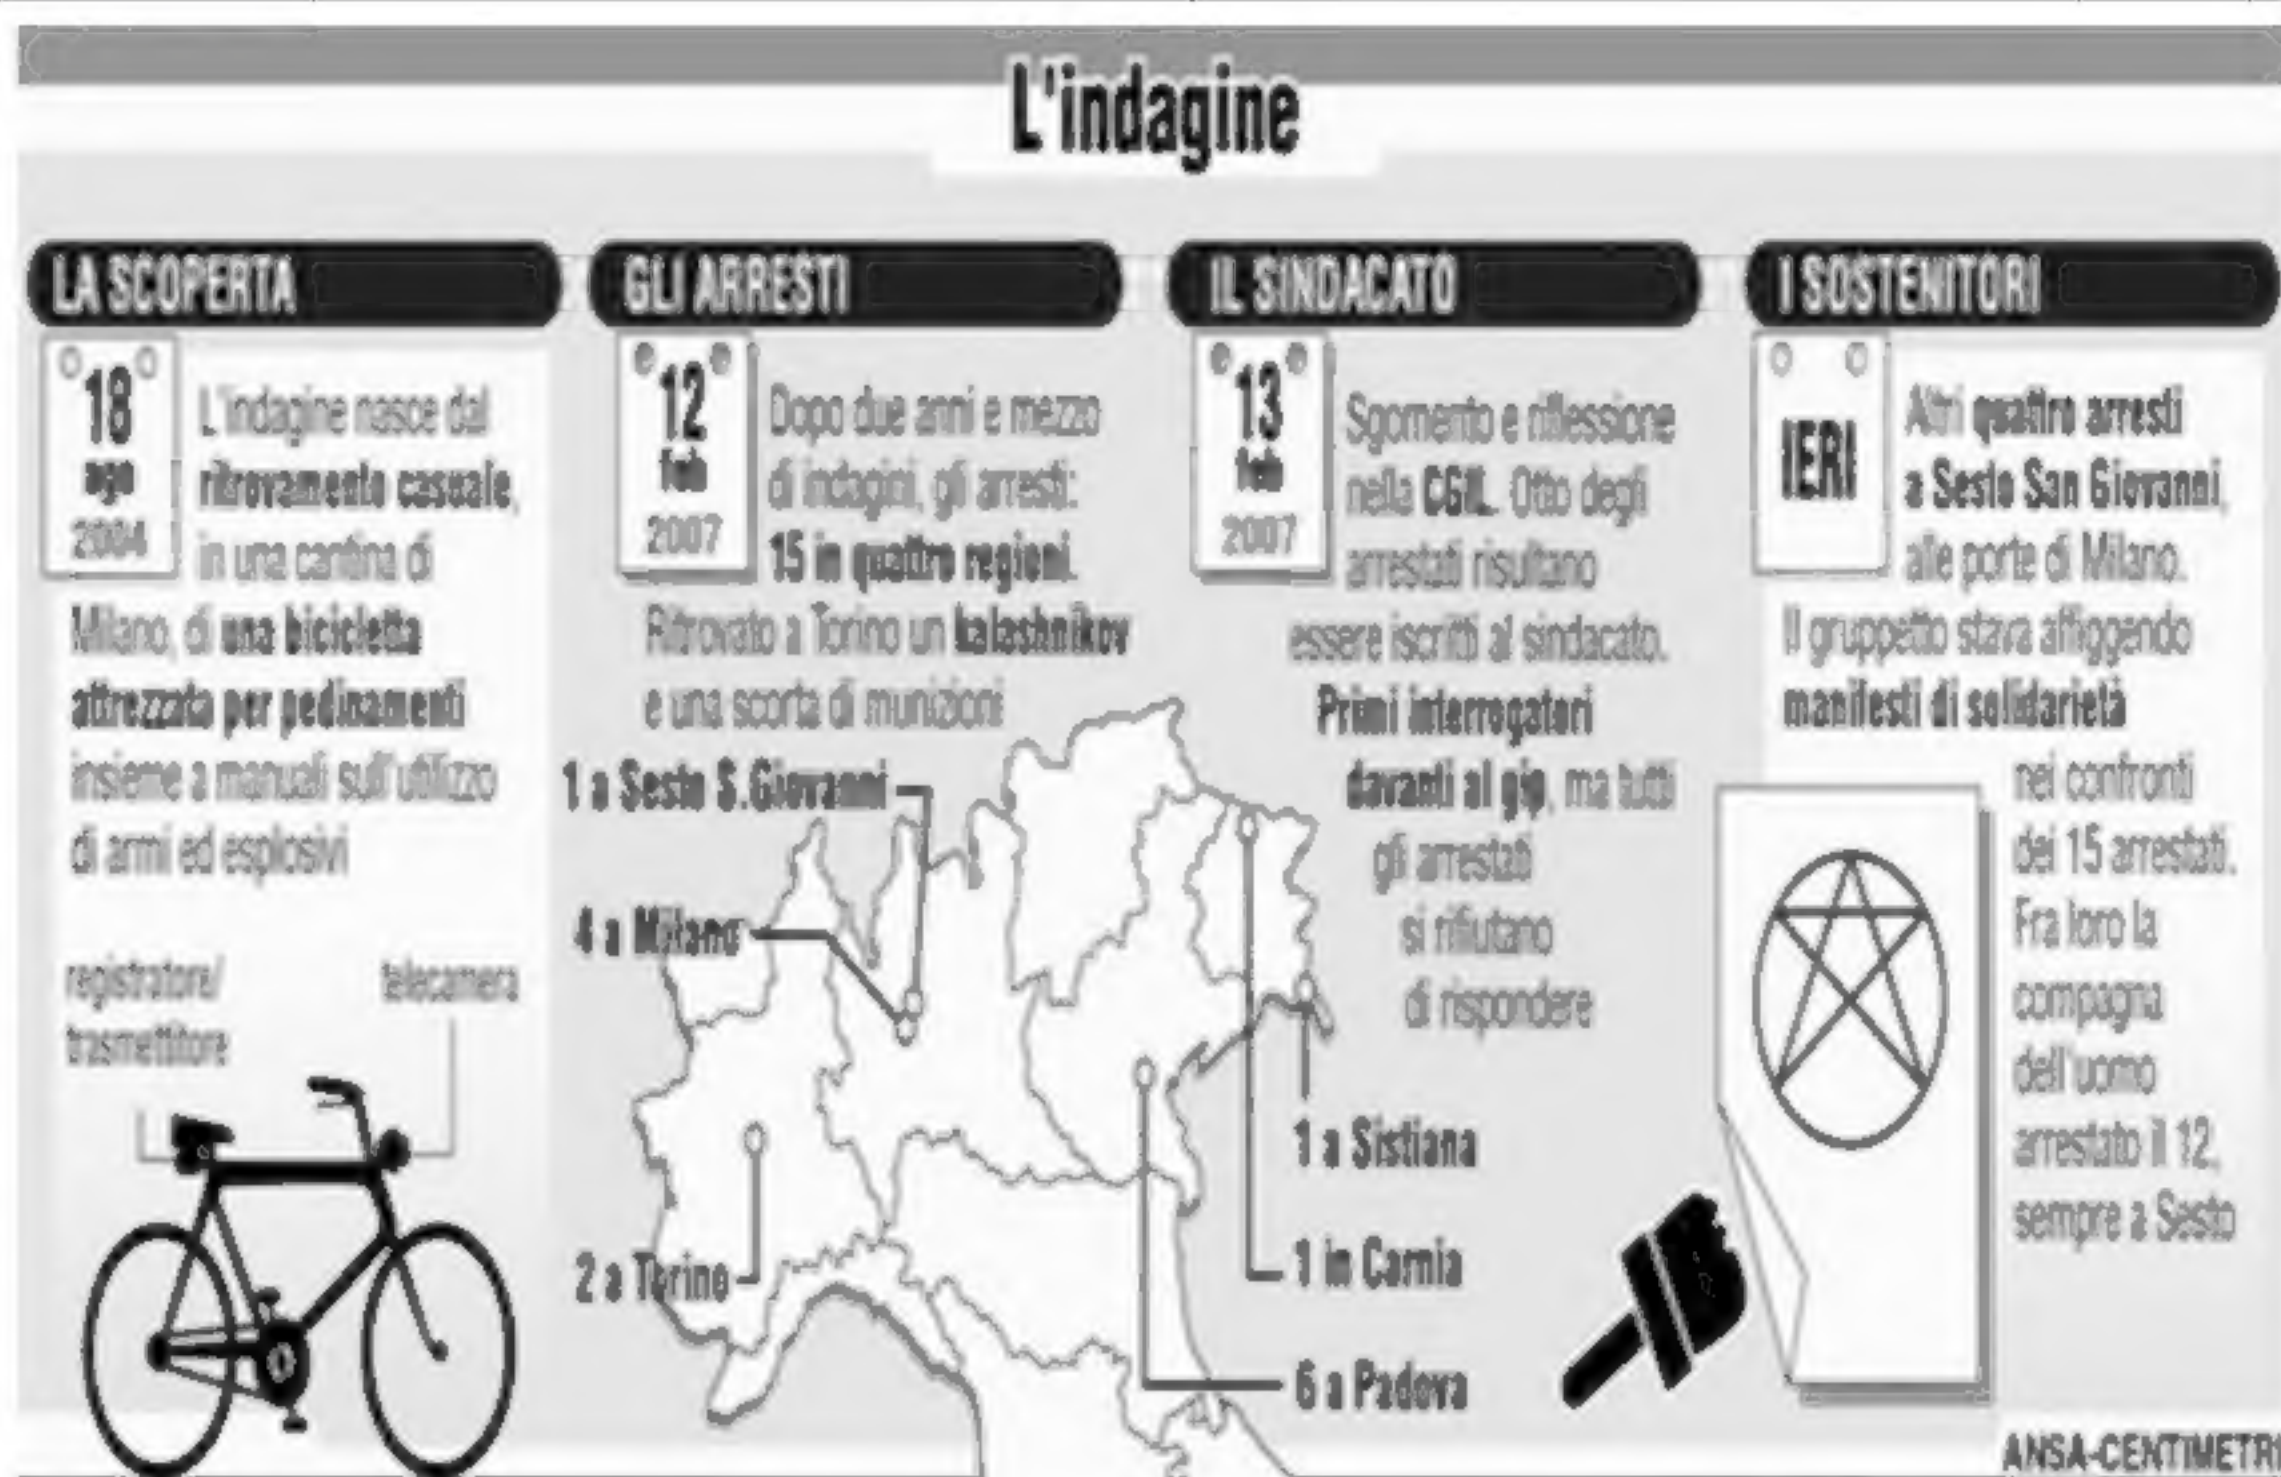 L'indagine
LA SCOPERTA
18
ago
2004
L'indagine nasce dal
ritrovamento casuale,
in una cantina di
Milano, di una bicicletta
attrezzata per pedinamenti
insieme a manuali sull'utilizzo
di armi ed esplosivi
registratore/
trasmettitore
telecamera
GLI ARRESTI
12
feb
2007
Dopo due anni e mezzo
di indagini, gli arresti:
15 in quattro regioni.
Ritrovato a Torino un kalashnikov
e una scorta di munizioni
1 a Sesto S.Giovanni
4 a Milano
2 a Torino
1 a Sistiana
1 in Carnia
6 a Padova
IL SINDACATO
13
feb
2007
Sgomento e riflessione
nella CGIL. Otto degli
arrestati risultano
essere iscritti al sindacato.
Primi interrogatori
davanti al gip, ma tutti
gli arrestati
si rifiutano
di rispondere
I SOSTENITORI
IERI
Altri quattro arresti
a Sesto San Giovanni,
alle porte di Milano.
Il gruppetto stava affiggendo
manifesti di solidarietà
nei confronti
dei 15 arrestati.
Fra loro la
compagna
dell'uomo
arrestato il 12,
sempre a Sesto
ANSA-CENTIMETRI